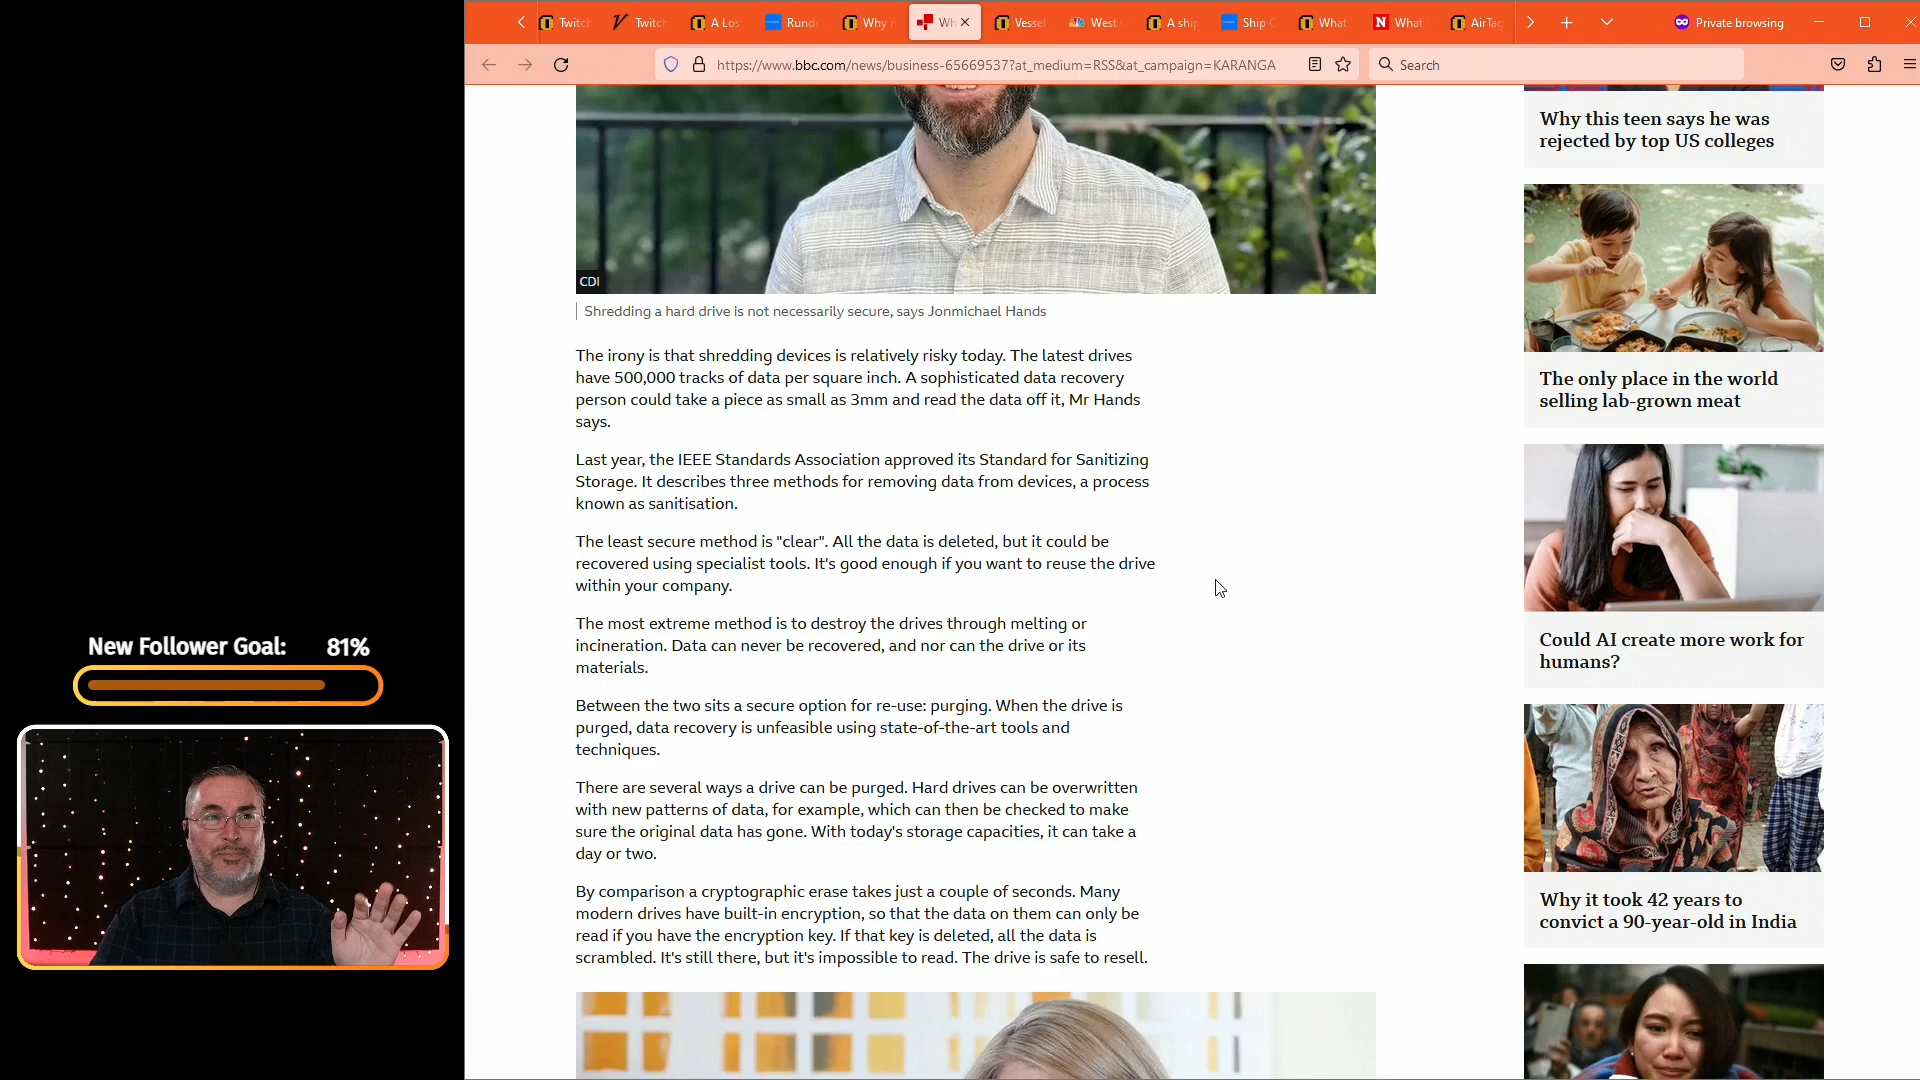 Twitch
Twitch
A Los
Rund
Why
Wh
Vessel
West
A ship
Ship
What
What
AirTag
Private browsing
https://www.bbc.com/news/business-65669537?at_medium=RSS&at_campaign=KARANGA
Search
CDI
Shredding a hard drive is not necessarily secure, says Jonmichael Hands
The irony is that shredding devices is relatively risky today. The latest drives
have 500,000 tracks of data per square inch. A sophisticated data recovery
person could take a piece as small as 3mm and read the data off it, Mr Hands
says.
Last year, the IEEE Standards Association approved its Standard for Sanitizing
Storage. It describes three methods for removing data from devices, a process
known as sanitisation.
The least secure method is "clear". All the data is deleted, but it could be
recovered using specialist tools. It's good enough if you want to reuse the drive
within your company.
The most extreme method is to destroy the drives through melting or
incineration. Data can never be recovered, and nor can the drive or its
materials.
Between the two sits a secure option for re-use: purging. When the drive is
purged, data recovery is unfeasible using state-of-the-art tools and
techniques.
There are several ways a drive can be purged. Hard drives can be overwritten
with new patterns of data, for example, which can then be checked to make
sure the original data has gone. With today's storage capacities, it can take a
day or two.
By comparison a cryptographic erase takes just a couple of seconds. Many
modern drives have built-in encryption, so that the data on them can only be
read if you have the encryption key. If that key is deleted, all the data is
scrambled. It's still there, but it's impossible to read. The drive is safe to resell.
Why this teen says he was
rejected by top US colleges
The only place in the world
selling lab-grown meat
Could AI create more work for
humans?
Why it took 42 years to
convict a 90-year-old in India
New Follower Goal: 81%